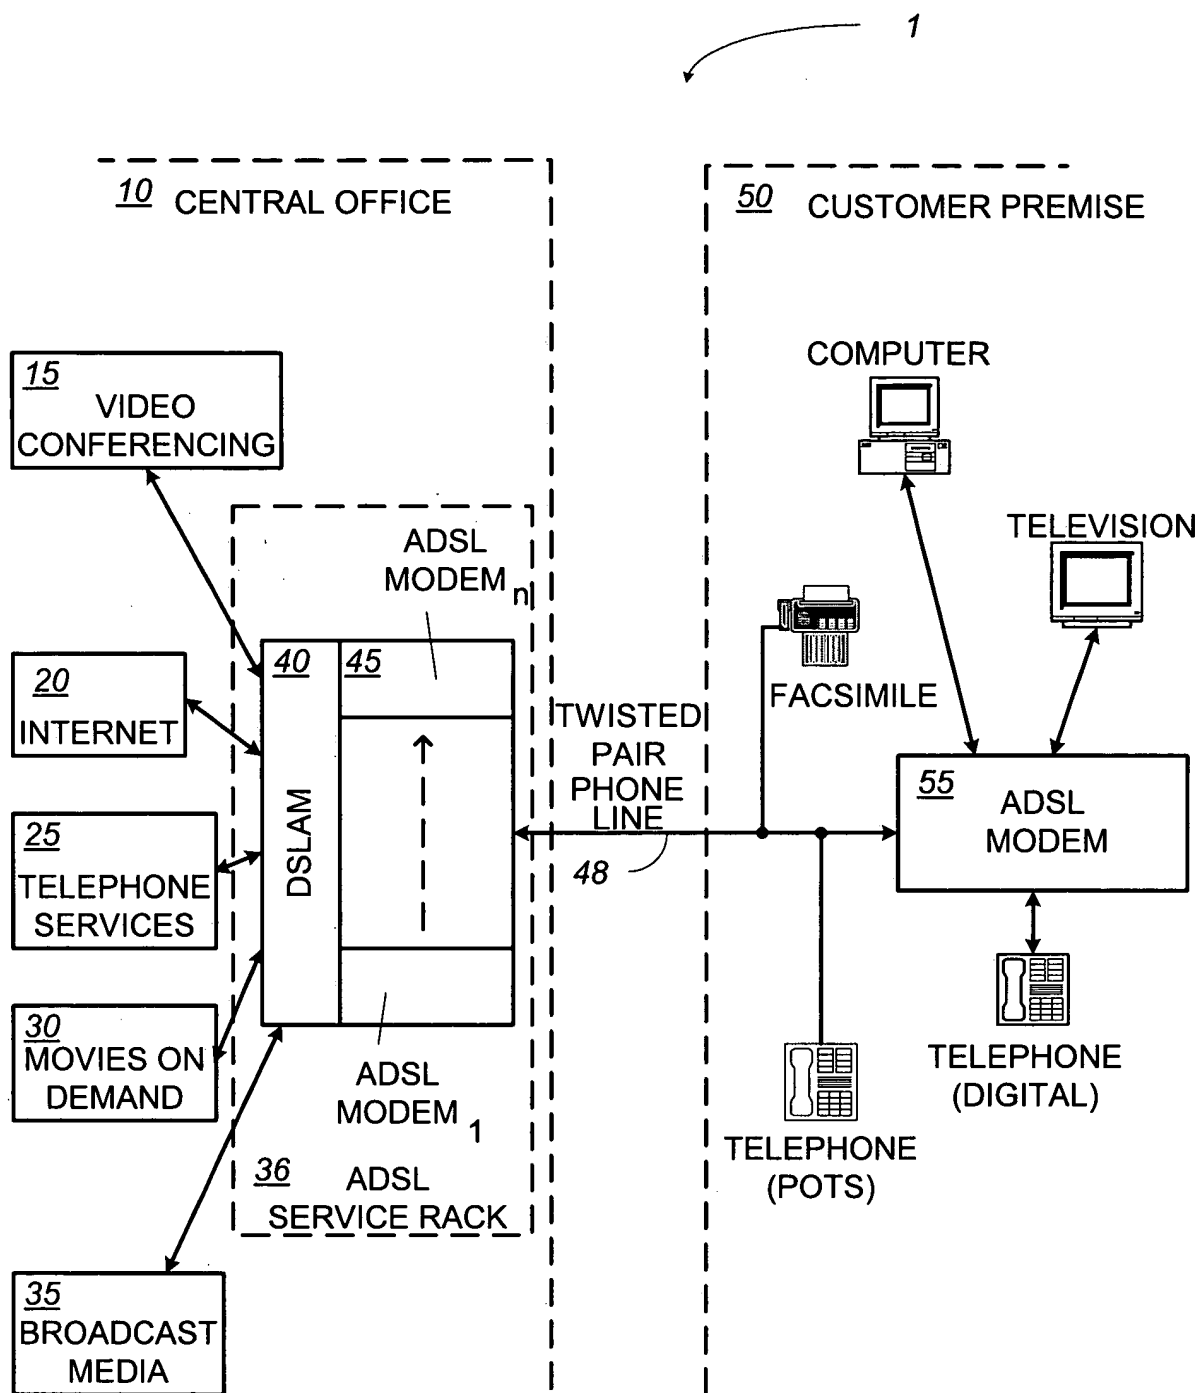 1
10 CENTRAL OFFICE
50 CUSTOMER PREMISE
15
VIDEO
CONFERENCING
20
INTERNET
25
TELEPHONE
SERVICES
30
MOVIES ON
DEMAND
35
BROADCAST
MEDIA
ADSL
MODEM n
40
45
DSLAM
ADSL
MODEM 1
36 ADSL
SERVICE RACK
TWISTED
PAIR
PHONE
LINE
48
COMPUTER
TELEVISION
FACSIMILE
55
ADSL
MODEM
TELEPHONE
(DIGITAL)
TELEPHONE
(POTS)